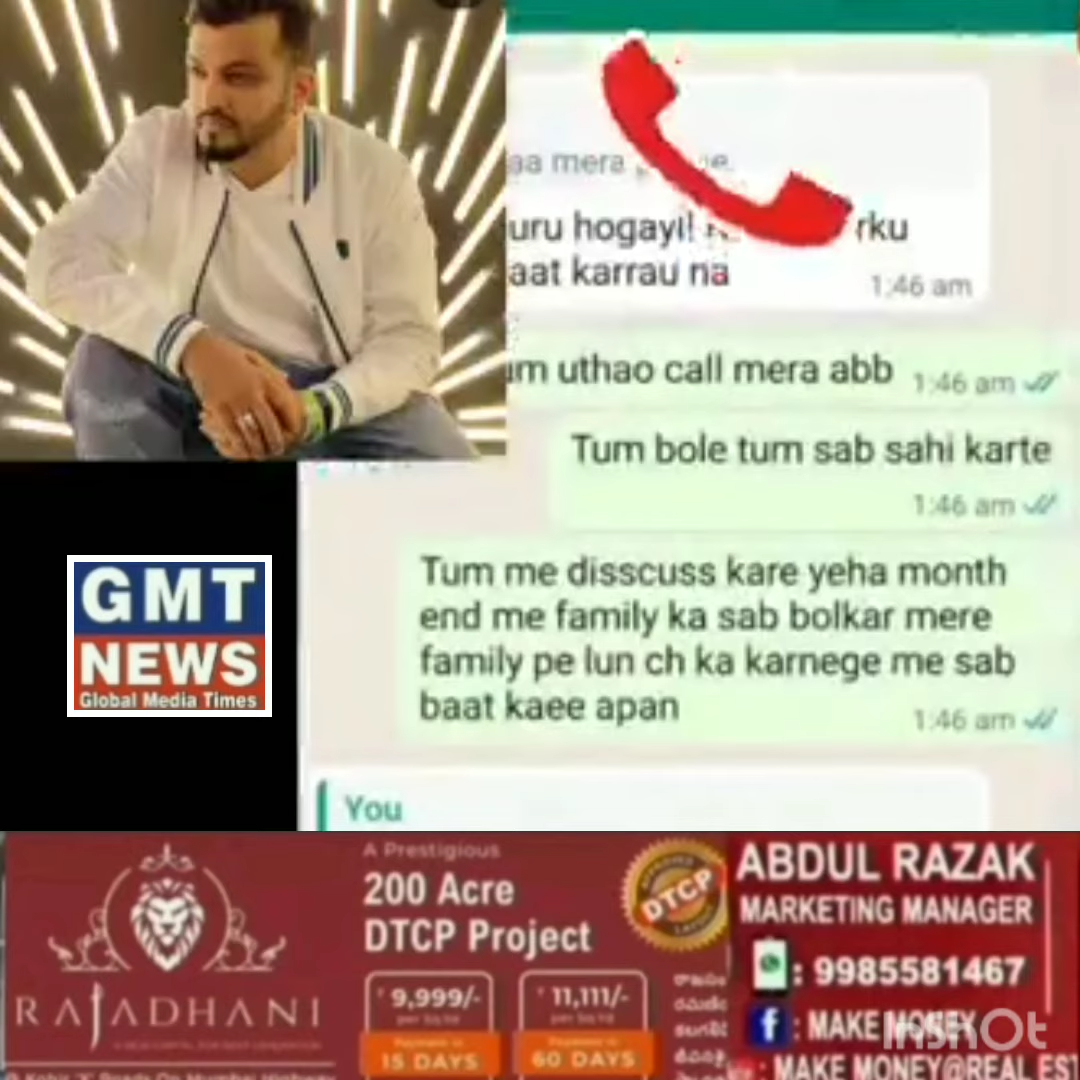 aa mera
uru hogayi!
rku
aat karrau na
1:46 am
um uthao call mera abb
1:46 am
Tum bole tum sab sahi karte
1:46 am
Tum me disscuss kare yeha month
end me family ka sab bolkar mere
family pe lun ch ka karnege me sab
baat kaee apan
1:46 am
You
GMT
NEWS
Global Media Times
RAJADHANI
A Prestigious
200 Acre
DTCP Project
9,999/-
per
15 DAYS
11,111/-
per
60 DAYS
DTCP
ABDUL RAZAK
MARKETING MANAGER
: 9985581467
f : MAKE MONEY
: MAKE MONEY@REAL EST
InShOt